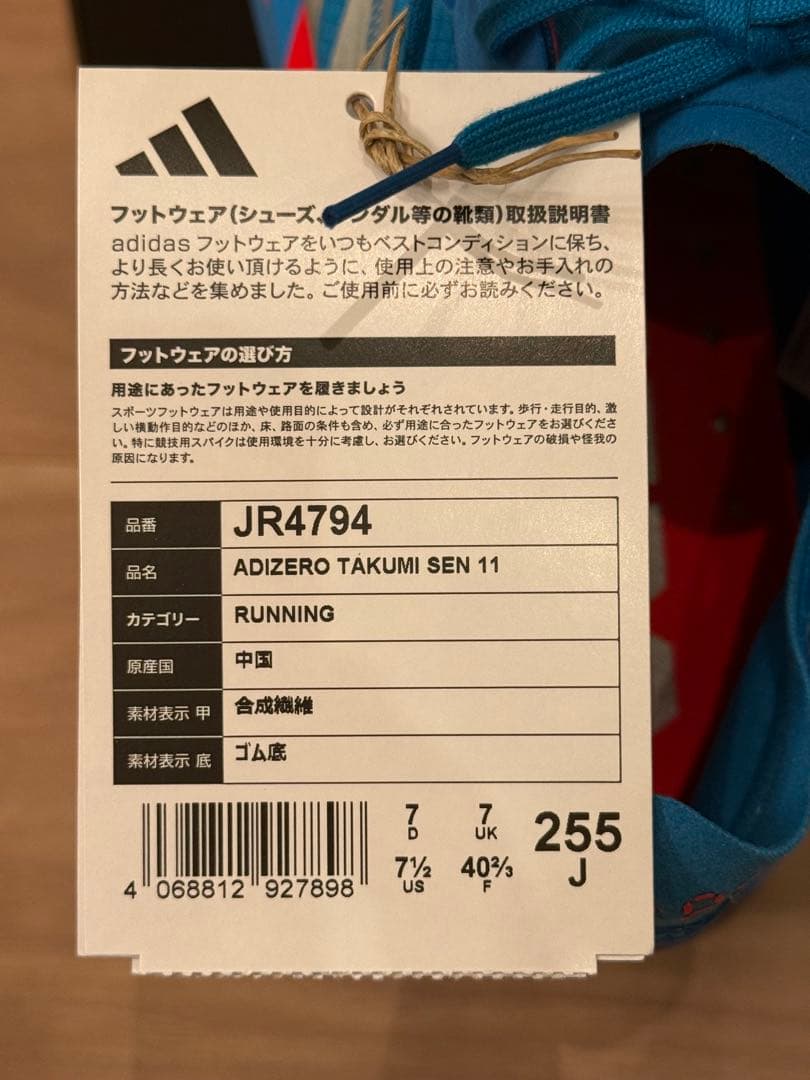 フットウェア(シューズ、サンダル等の靴類)取扱説明書
adidas フットウェアをいつもベストコンディションに保ち、
より長くお使い頂けるように、使用上の注意やお手入れの
方法などを集めました。ご使用前に必ずお読みください。
フットウェアの選び方
用途にあったフットウェアを履きましょう
スポーツフットウェアは用途や使用目的によって設計がそれぞれされています。歩行・走行目的、激
しい横動作目的などのほか、床、路面の条件も含め、必ず用途に合ったフットウェアをお選びくださ
い。特に競技用スパイクは使用環境を十分に考慮し、お選びください。フットウェアの破損や怪我の
原因になります。
品番 JR4794
品名 ADIZERO TAKUMI SEN 11
カテゴリー RUNNING
原産国 中国
素材表示 甲 合成繊維
素材表示 底 ゴム底
7 7 255
D UK J
7½ 40⅔
US F
4 068812 927898